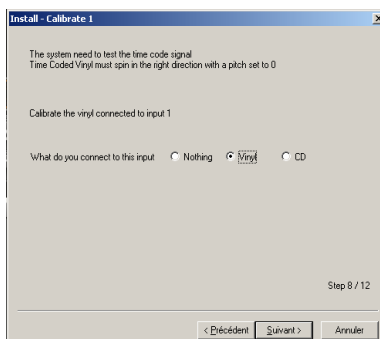 Install - Calibrate 1
The system need to test the time code signal
Time Coded Vinyl must spin in the right direction with a pitch set to 0
Calibrate the vinyl connected to input 1
What do you connect to this input Nothing Vinyl CD
Step 8 / 12
< Précédent Suivant > Annuler